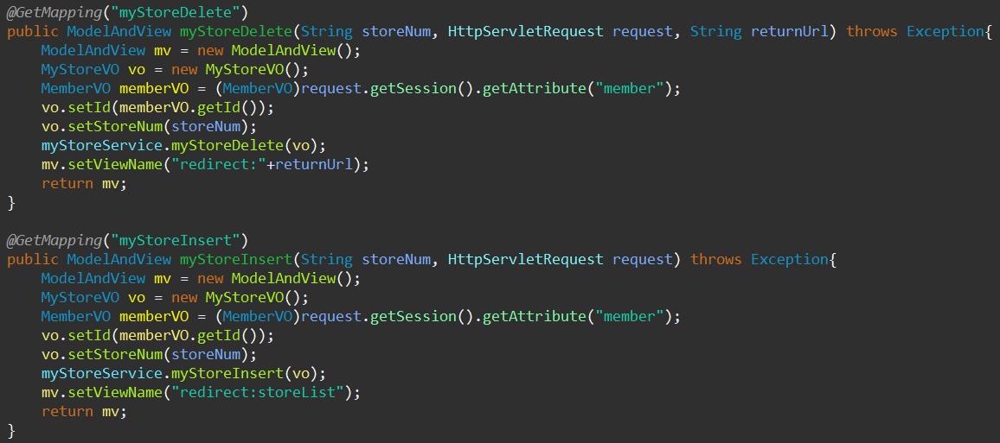 @GetMapping("myStoreDelete")
public ModelAndView myStoreDelete(String storeNum, HttpServletRequest request, String returnUrl) throws Exception{
    ModelAndView mv = new ModelAndView();
    MyStoreVO vo = new MyStoreVO();
    MemberVO memberVO = (MemberVO)request.getSession().getAttribute("member");
    vo.setId(memberVO.getId());
    vo.setStoreNum(storeNum);
    myStoreService.myStoreDelete(vo);
    mv.setViewName("redirect:"+returnUrl);
    return mv;
}
@GetMapping("myStoreInsert")
public ModelAndView myStoreInsert(String storeNum, HttpServletRequest request) throws Exception{
    ModelAndView mv = new ModelAndView();
    MyStoreVO vo = new MyStoreVO();
    MemberVO memberVO = (MemberVO)request.getSession().getAttribute("member");
    vo.setId(memberVO.getId());
    vo.setStoreNum(storeNum);
    myStoreService.myStoreInsert(vo);
    mv.setViewName("redirect:storeList");
    return mv;
}